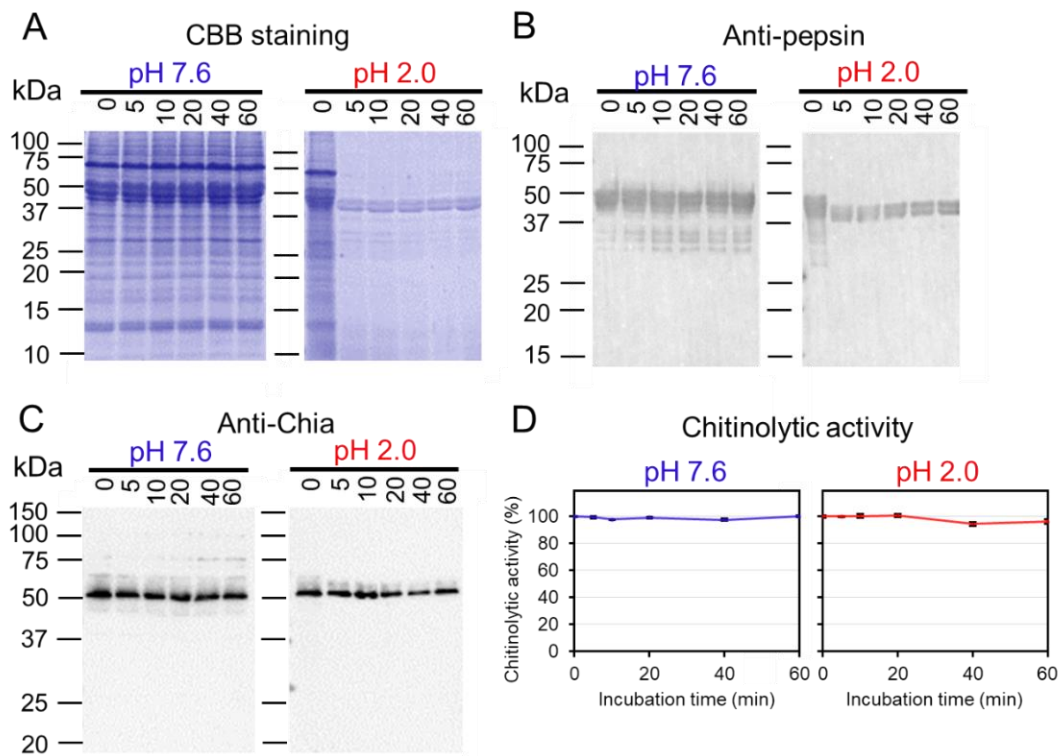 A
CBB staining
pH 7.6
pH 2.0
kDa
0 5 10 20 40 60
0 5 10 20 40 60
100
75
50
37
25
20
15
10
B
Anti-pepsin
pH 7.6
pH 2.0
kDa
0 5 10 20 40 60
0 5 10 20 40 60
100
75
50
37
25
20
15
C
Anti-Chia
pH 7.6
pH 2.0
kDa
0 5 10 20 40 60
0 5 10 20 40 60
150
100
75
50
37
25
20
D
Chitinolytic activity
pH 7.6
pH 2.0
Chitinolytic activity (%)
100
80
60
40
20
0
0 20 40 60
0 20 40 60
Incubation time (min)
Incubation time (min)